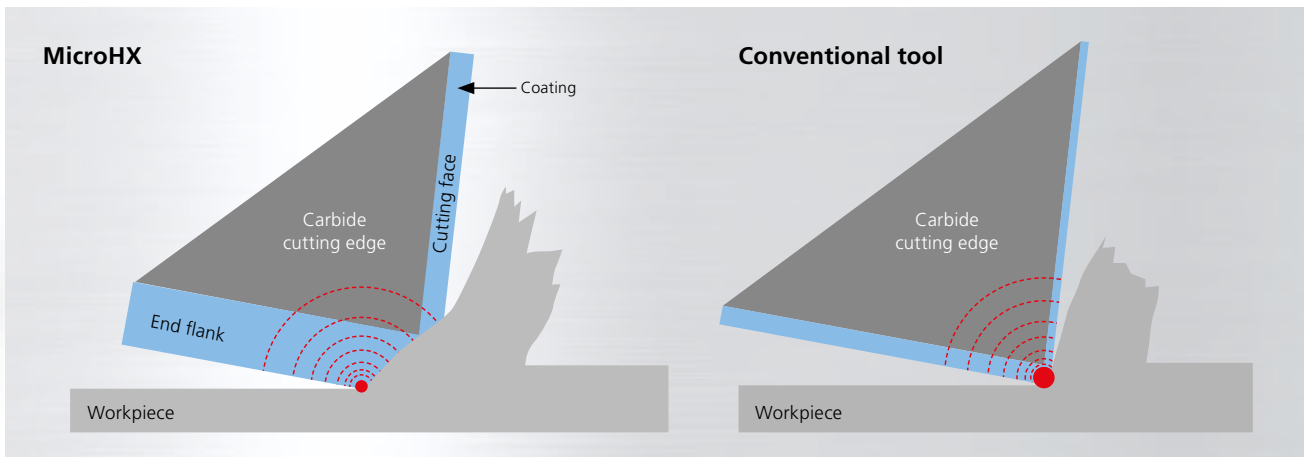 MicroHX
Coating
Cutting face
Carbide
cutting edge
End flank
Workpiece
Conventional tool
Carbide
cutting edge
Workpiece